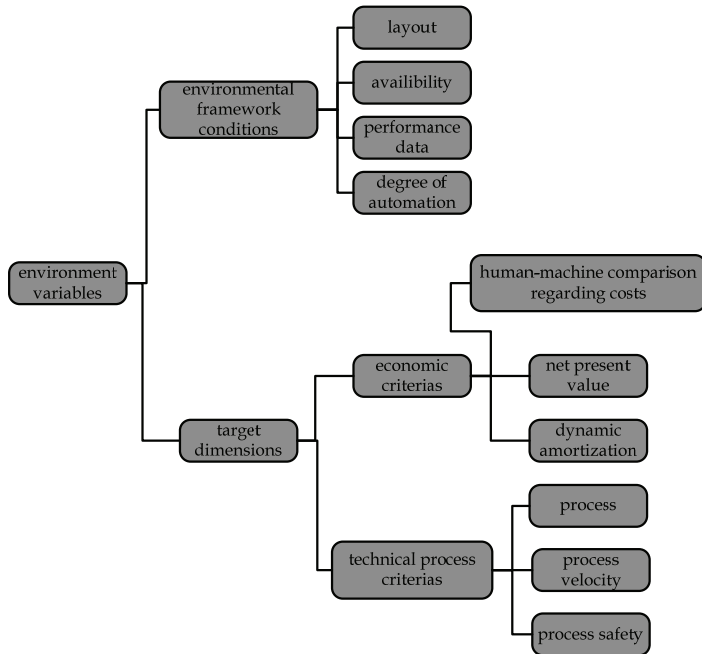 layout
environmental
framework
conditions
availibility
performance
data
degree of
automation
environment
variables
human-machine comparison
regarding costs
economic
criterias
net present
value
target
dimensions
dynamic
amortization
process
technical process
criterias
process
velocity
process safety